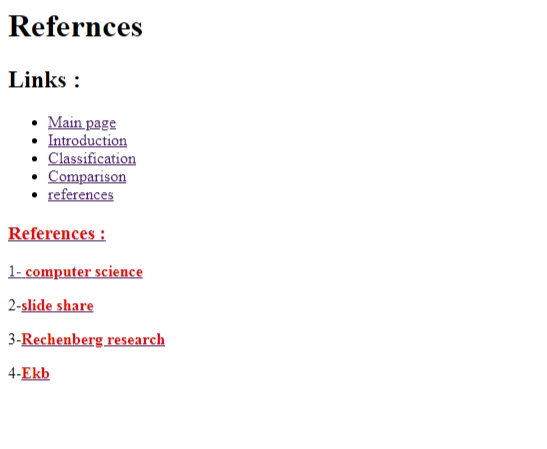 Refernces
Links :
Main page
Introduction
Classification
Comparison
references
References :
1- computer science
2-slide share
3-Rechenberg research
4-Ekb